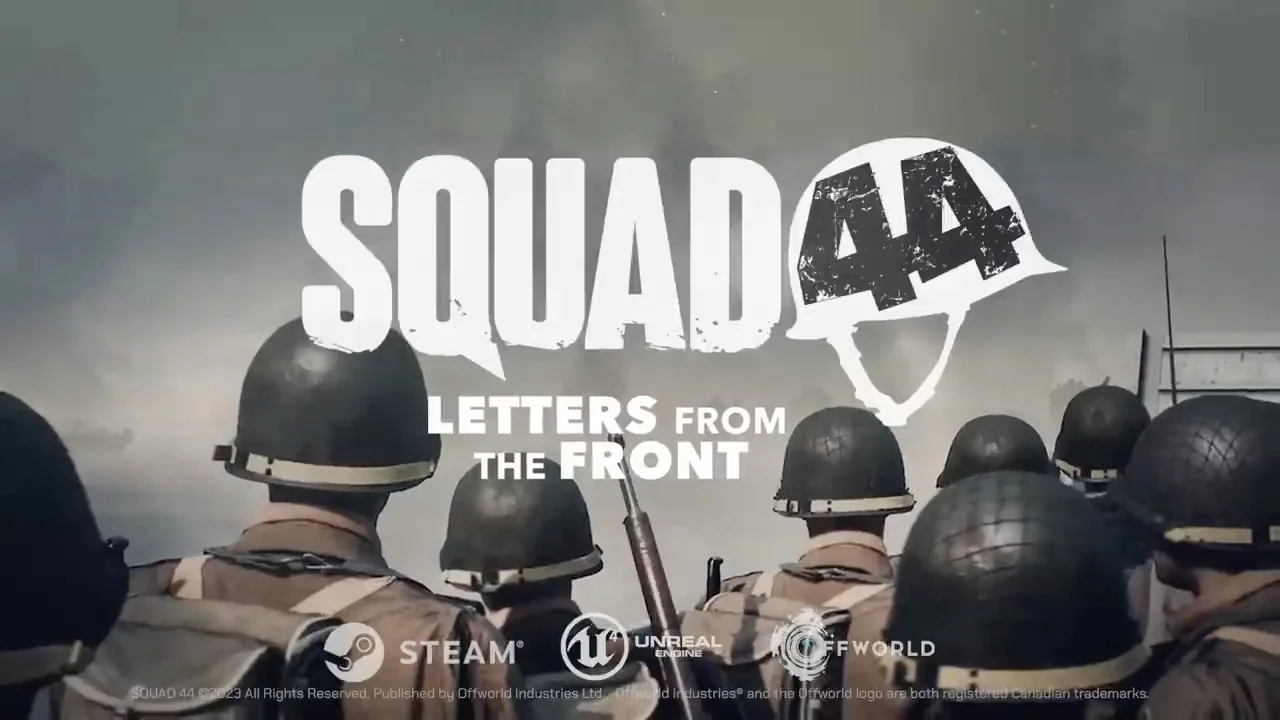 SQUAD 44
LETTERS FROM
THE FRONT
STEAM® U4 UNREAL ENGINE OFFWORLD
SQUAD 44 ©2023 All Rights Reserved, Published by Offworld Industries Ltd., Offworld Industries® and the Offworld logo are both registered Canadian trademarks.